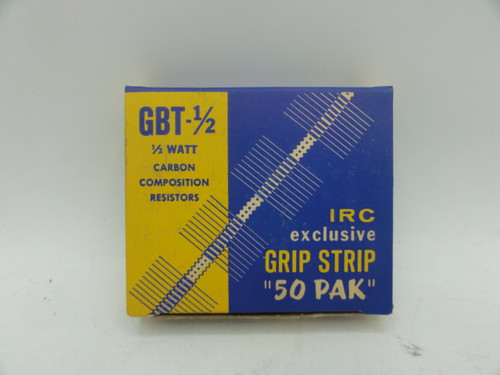 GBT-½
½ WATT
CARBON
COMPOSITION
RESISTORS
IRC
exclusive
GRIP STRIP
"50 PAK"